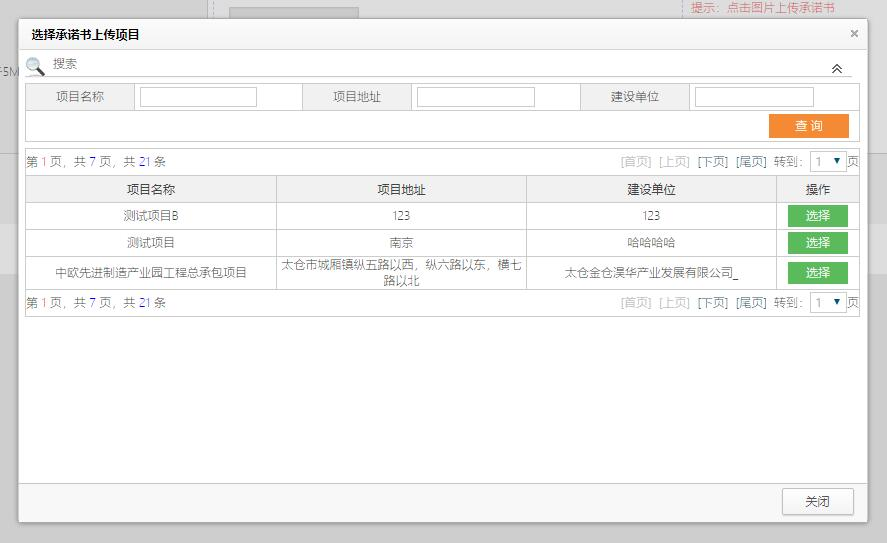 提示：点击图片上传承诺书
选择承诺书上传项目
×
5M
搜索
项目名称 项目地址 建设单位
查 询
第 1 页，共 7 页，共 21 条 [首页] [上页] [下页] [尾页] 转到： 1 页
项目名称 项目地址 建设单位 操作
测试项目B 123 123 选择
测试项目 南京 哈哈哈哈 选择
中欧先进制造产业园工程总承包项目 太仓市城厢镇纵五路以西，纵六路以东，横七 太仓金仓淏华产业发展有限公司_ 选择
路以北
第 1 页，共 7 页，共 21 条 [首页] [上页] [下页] [尾页] 转到： 1 页
关闭